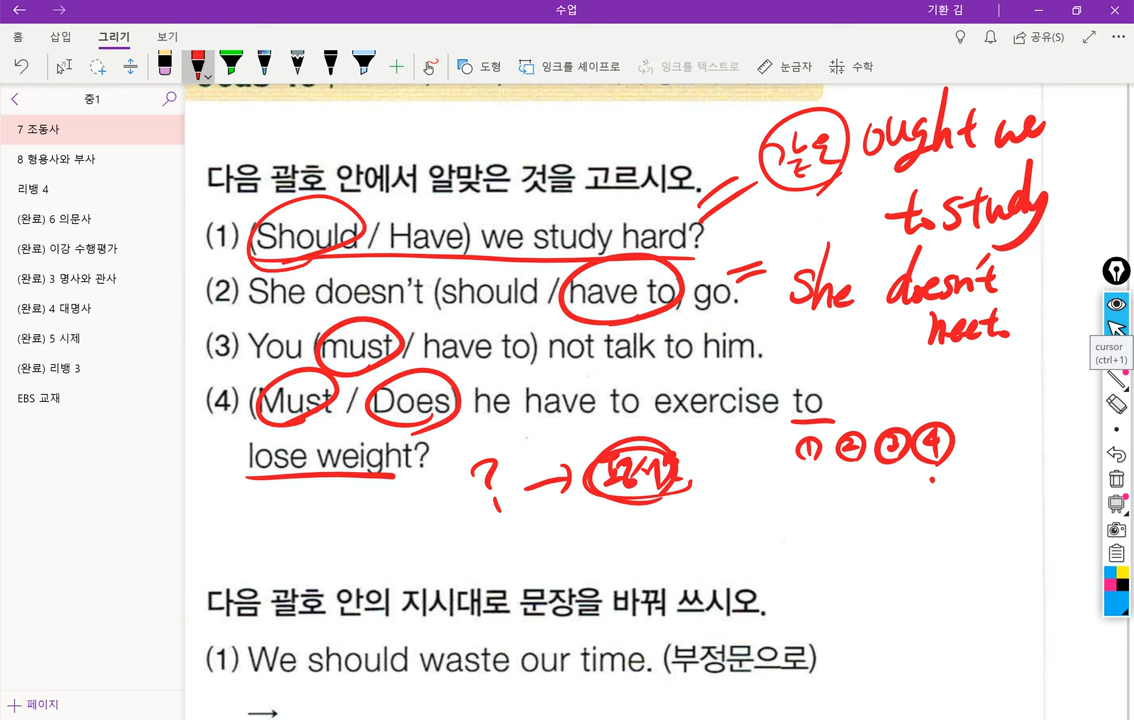 수업
기환 김
홈 삽입 그리기 보기
공유(S)
도형 잉크를 셰이프로 잉크를 텍스트로 눈금자 수학
중1
7 조동사
8 형용사와 부사
리뱅 4
(완료) 6 의문사
(완료) 이강 수행평가
(완료) 3 명사와 관사
(완료) 4 대명사
(완료) 5 시제
(완료) 리뱅 3
EBS 교재
페이지
다음 괄호 안에서 알맞은 것을 고르시오.
(1) (Should / Have) we study hard?
(2) She doesn't (should / have to) go.
(3) You (must / have to) not talk to him.
(4) (Must / Does) he have to exercise to
lose weight?
같은 ought we
to study
she doesn't
① ② ③ ④
? →
다음 괄호 안의 지시대로 문장을 바꿔 쓰시오.
(1) We should waste our time. (부정문으로)
→
cursor
(ctrl+1)